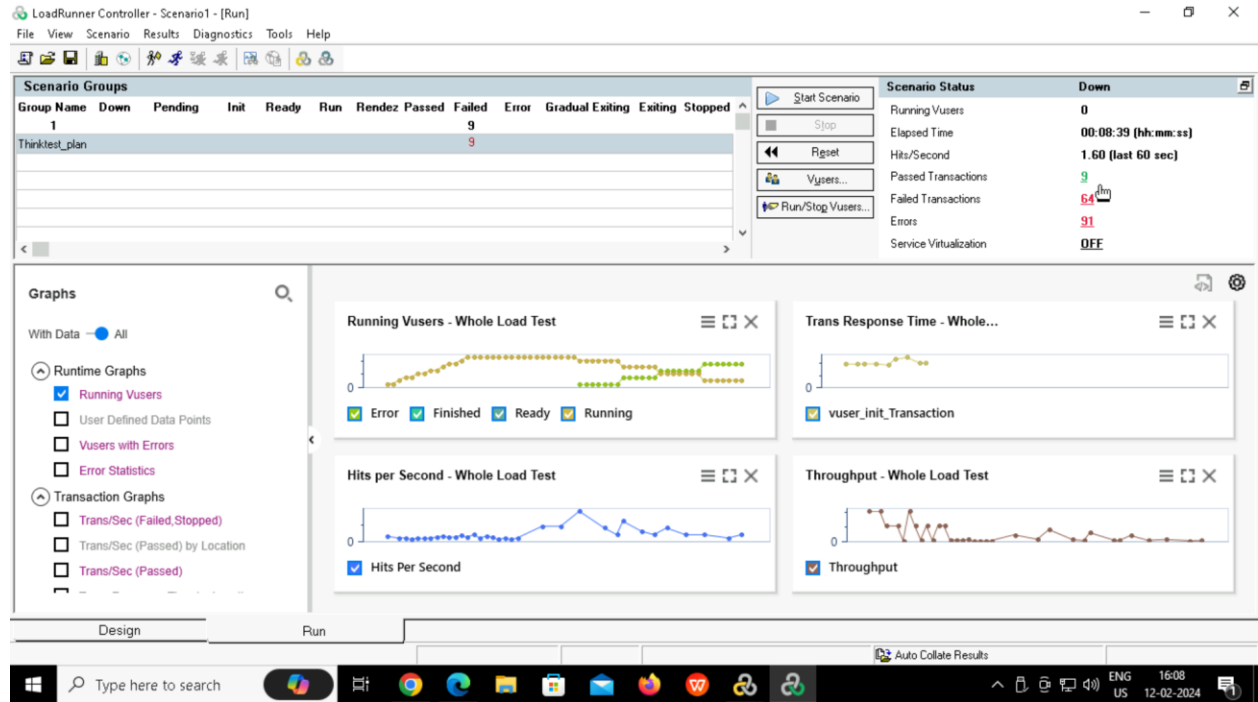 LoadRunner Controller - Scenario1 - [Run]
File View Scenario Results Diagnostics Tools Help
Scenario Groups
Group Name Down Pending Init Ready Run Rendez Passed Failed Error Gradual Exiting Exiting Stopped
1 9
Thinktest_plan 9
Start Scenario
Stop
Reset
Vusers...
Run/Stop Vusers...
Scenario Status Down
Running Vusers 0
Elapsed Time 00:08:39 (hh:mm:ss)
Hits/Second 1.60 (last 60 sec)
Passed Transactions 9
Failed Transactions 64
Errors 91
Service Virtualization OFF
Graphs
With Data All
Runtime Graphs
Running Vusers
User Defined Data Points
Vusers with Errors
Error Statistics
Transaction Graphs
Trans/Sec (Failed,Stopped)
Trans/Sec (Passed) by Location
Trans/Sec (Passed)
Running Vusers - Whole Load Test
0
Error Finished Ready Running
Trans Response Time - Whole...
0
vuser_init_Transaction
Hits per Second - Whole Load Test
0
Hits Per Second
Throughput - Whole Load Test
0
Throughput
Design Run
Auto Collate Results
Type here to search
ENG
US
16:08
12-02-2024
1